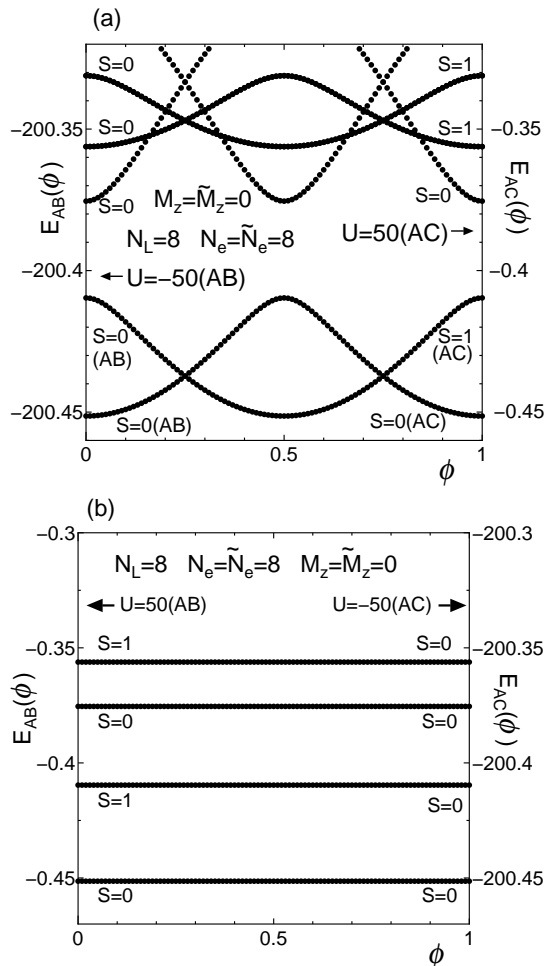 (a)
S=0
S=1
−200.35
S=0
S=1
−0.35
E_AB(ϕ)
E_AC(ϕ)
S=0
M_z=M̃_z=0
S=0
N_L=8 N_e=Ñ_e=8
U=50(AC)
−200.4
U=−50(AB)
−0.4
S=0
(AB)
S=1
(AC)
−200.45
S=0(AB)
S=0(AC)
−0.45
0
0.5
1
ϕ
(b)
−0.3
−200.3
N_L=8 N_e=Ñ_e=8 M_z=M̃_z=0
U=50(AB)
U=−50(AC)
S=1
S=0
−0.35
−200.35
E_AB(ϕ)
E_AC(ϕ)
S=0
S=0
−0.4
−200.4
S=1
S=0
−0.45
−200.45
S=0
S=0
0
0.5
1
ϕ